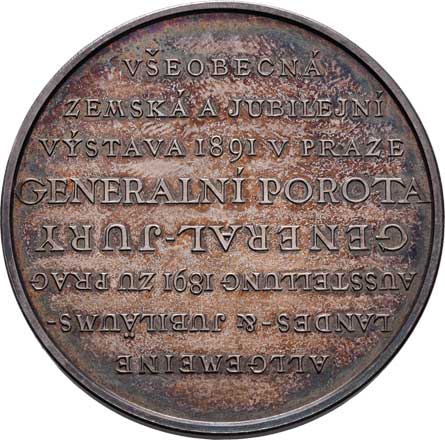 VŠEOBECNÁ
ZEMSKÁ A JUBILEJNÍ
VÝSTAVA 1891 V PRAZE
GENERALNÍ POROTA
ALLGEMEINE
LANDES- & JUBILÄUMS-
AUSSTELLUNG 1891 ZU PRAG
GENERAL-JURY